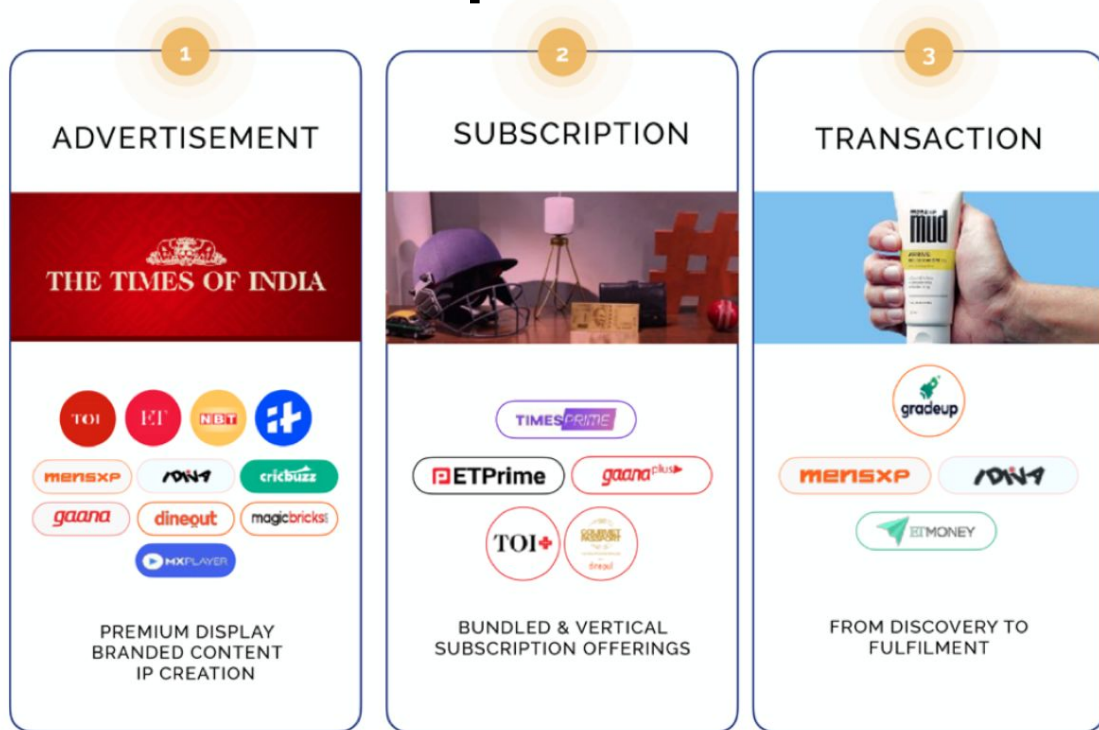 1
ADVERTISEMENT
THE TIMES OF INDIA
TOI ET NBT it
mensxp iDIVA cricbuzz
gaana dineout magicbricks
MXPLAYER
PREMIUM DISPLAY
BRANDED CONTENT
IP CREATION
2
SUBSCRIPTION
TIMESPRIME
ETPrime gaana plus
TOI+ GOURMET PASSPORT dineout
BUNDLED & VERTICAL
SUBSCRIPTION OFFERINGS
3
TRANSACTION
mud
gradeup
mensxp iDIVA
ETMONEY
FROM DISCOVERY TO
FULFILMENT